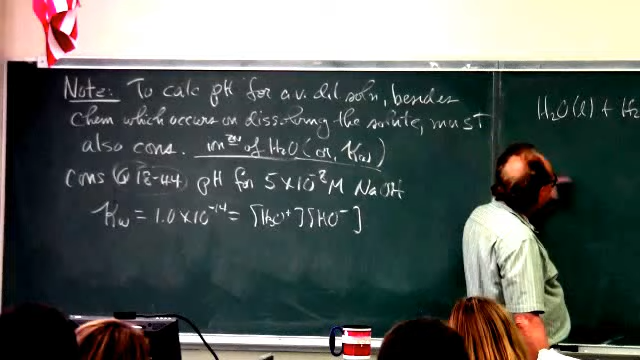 Note: To calc pH for a v. dil soln, besides
chem which occurs on dissolving the solute, must
also cons. ion^zn of H₂O (or, Kw)
Cons @ 12-44 pH for 5×10⁻⁸M NaOH
Kw = 1.0×10⁻¹⁴ = [H₃O⁺][HO⁻]
H₂O(l) + H₂